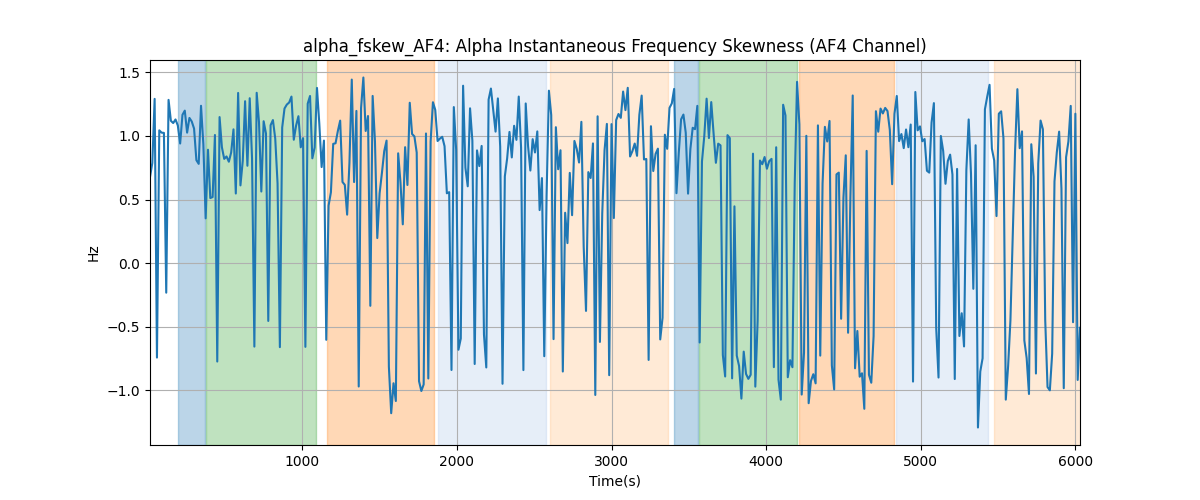 alpha_fskew_AF4: Alpha Instantaneous Frequency Skewness (AF4 Channel)
1.5
1.0
0.5
0.0
−0.5
−1.0
Hz
1000 2000 3000 4000 5000 6000
Time(s)